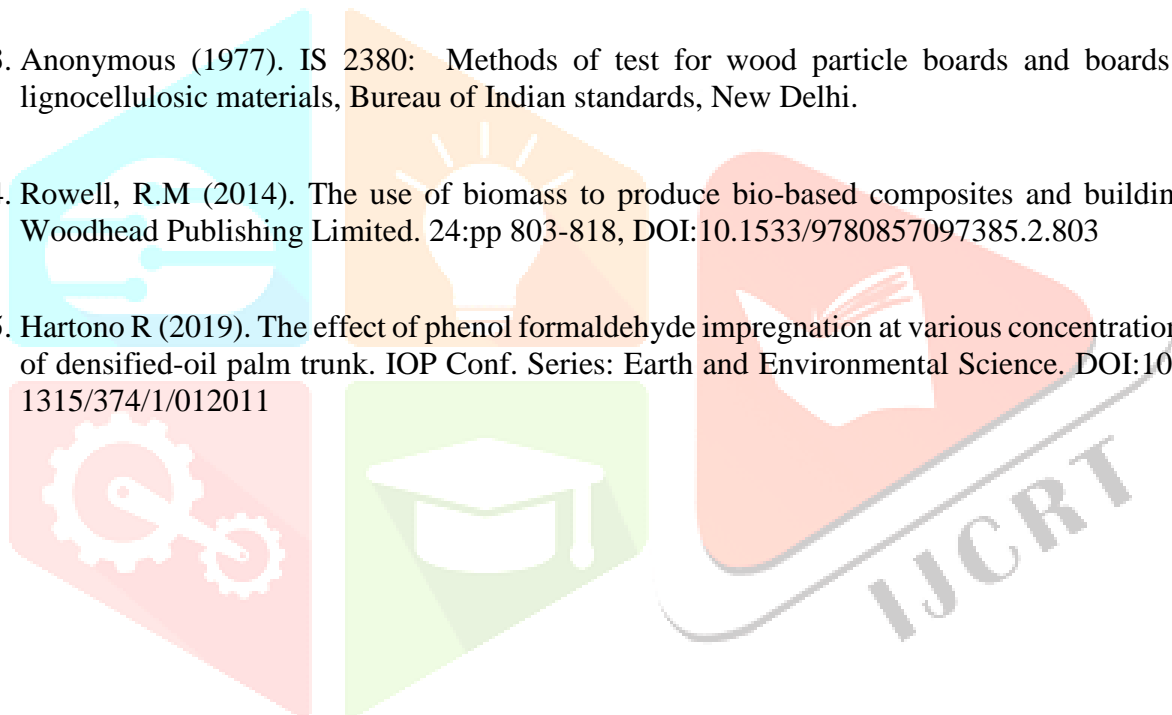 3. Anonymous (1977). IS 2380: Methods of test for wood particle boards and boards
lignocellulosic materials, Bureau of Indian standards, New Delhi.
4. Rowell, R.M (2014). The use of biomass to produce bio-based composites and buildin
Woodhead Publishing Limited. 24:pp 803-818, DOI:10.1533/9780857097385.2.803
5. Hartono R (2019). The effect of phenol formaldehyde impregnation at various concentration
of densified-oil palm trunk. IOP Conf. Series: Earth and Environmental Science. DOI:10
1315/374/1/012011
IJCRT